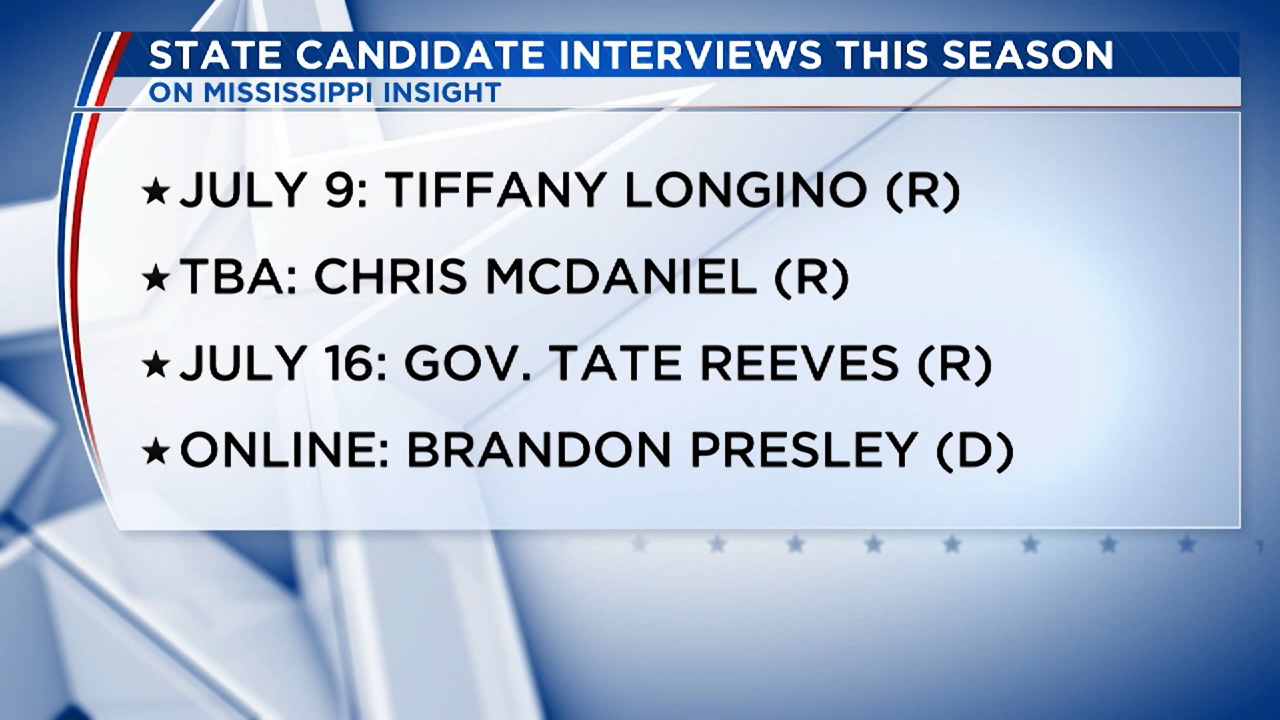 STATE CANDIDATE INTERVIEWS THIS SEASON
ON MISSISSIPPI INSIGHT
★ JULY 9: TIFFANY LONGINO (R)
★ TBA: CHRIS MCDANIEL (R)
★ JULY 16: GOV. TATE REEVES (R)
★ ONLINE: BRANDON PRESLEY (D)